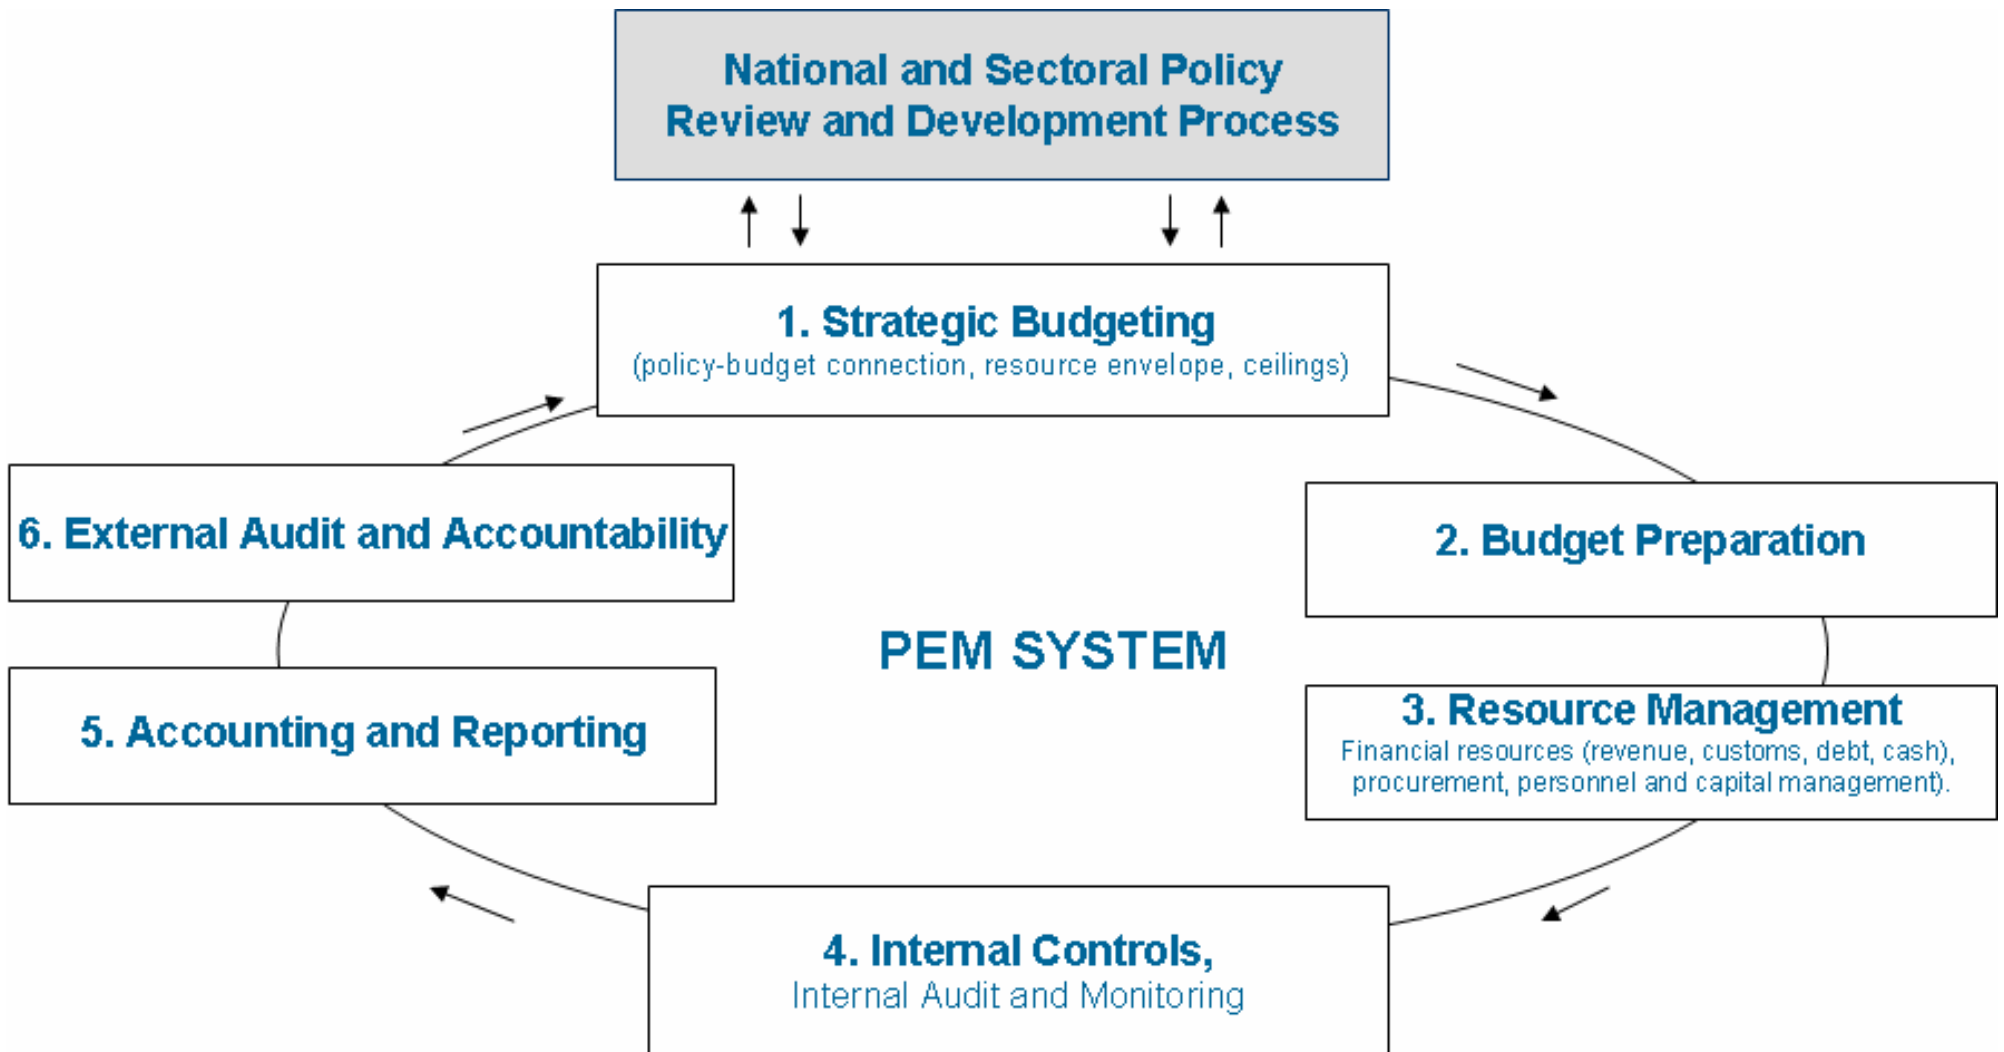 National and Sectoral Policy
Review and Development Process
1. Strategic Budgeting
(policy-budget connection, resource envelope, ceilings)
2. Budget Preparation
3. Resource Management
Financial resources (revenue, customs, debt, cash),
procurement, personnel and capital management).
4. Internal Controls,
Internal Audit and Monitoring
5. Accounting and Reporting
6. External Audit and Accountability
PEM SYSTEM